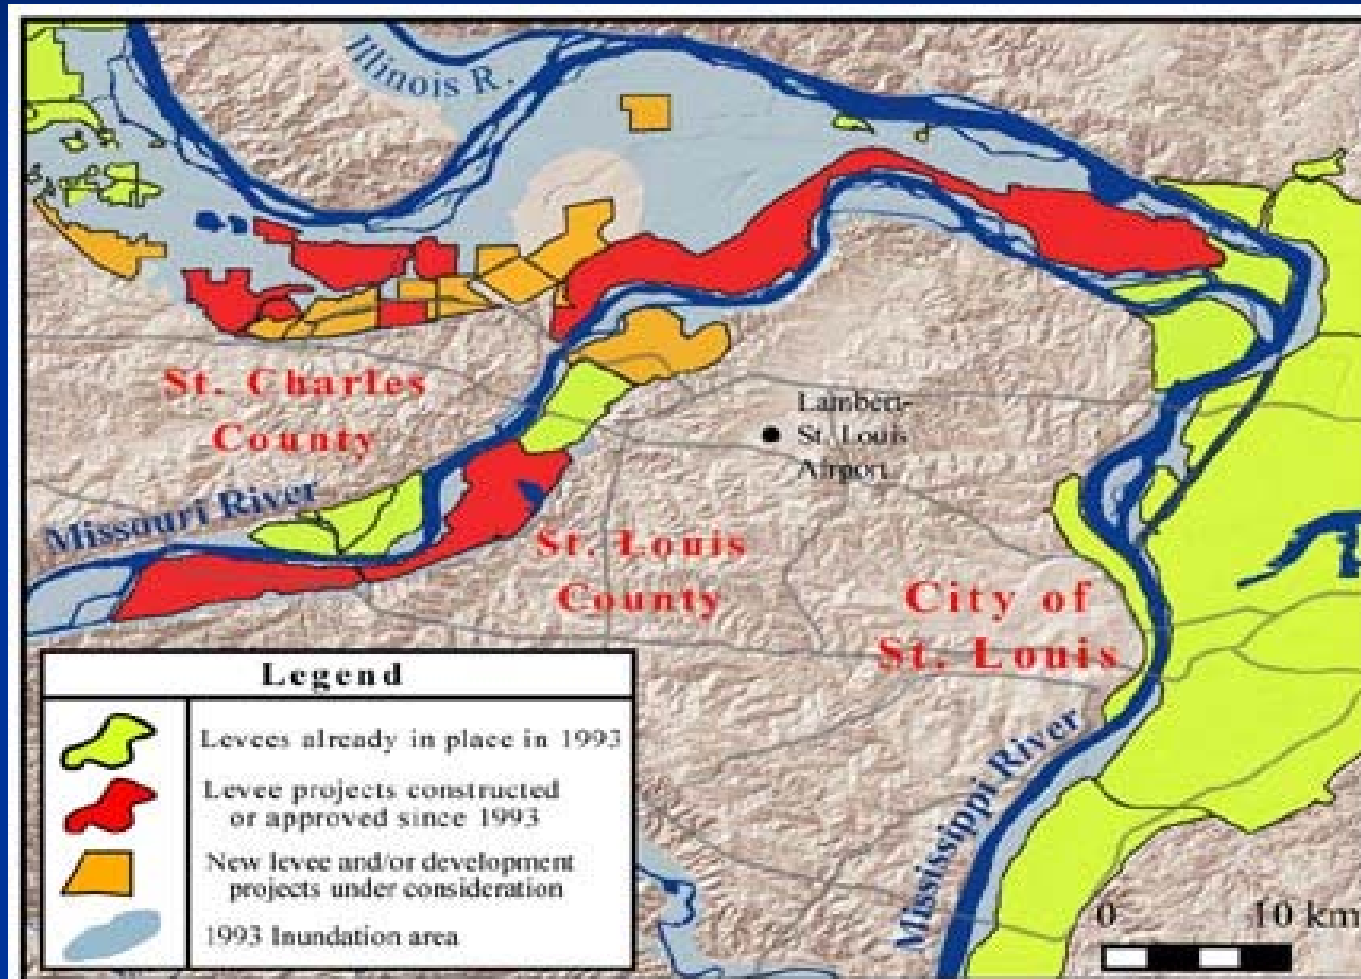 Illinois R.
St. Charles
County
Lambert-
St. Louis
Airport
Missouri River
St. Louis
County
City of
St. Louis
Mississippi River
Legend
Levees already in place in 1993
Levee projects constructed
or approved since 1993
New levee and/or development
projects under consideration
1993 Inundation area
0 10 km